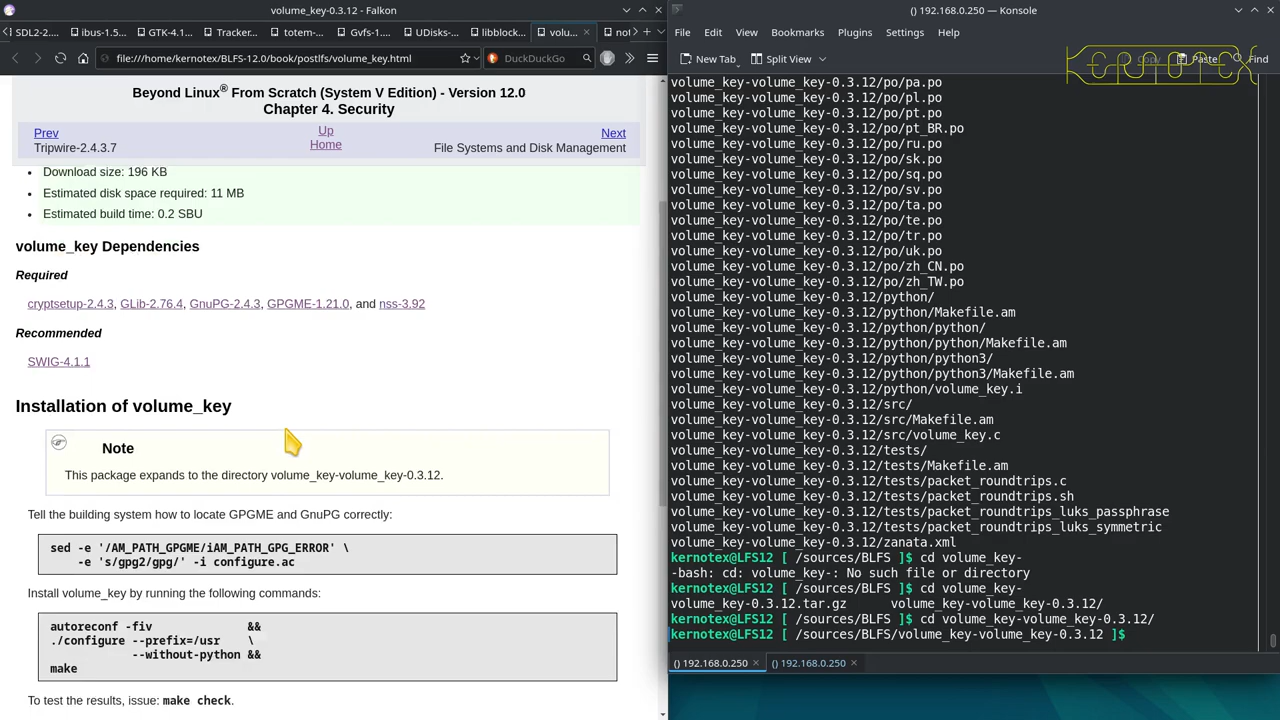 volume_key-0.3.12 - Falkon
SDL2-2....
ibus-1.5...
GTK-4.1...
Tracker...
totem-...
Gvfs-1....
UDisks-...
libblock...
volu...
no
file:///home/kernotex/BLFS-12.0/book/postlfs/volume_key.html
DuckDuckGo
Beyond Linux® From Scratch (System V Edition) - Version 12.0
Chapter 4. Security
Prev
Up
Next
Tripwire-2.4.3.7
Home
File Systems and Disk Management
• Download size: 196 KB
• Estimated disk space required: 11 MB
• Estimated build time: 0.2 SBU
volume_key Dependencies
Required
cryptsetup-2.4.3, GLib-2.76.4, GnuPG-2.4.3, GPGME-1.21.0, and nss-3.92
Recommended
SWIG-4.1.1
Installation of volume_key
Note
This package expands to the directory volume_key-volume_key-0.3.12.
Tell the building system how to locate GPGME and GnuPG correctly:
sed -e '/AM_PATH_GPGME/iAM_PATH_GPG_ERROR' \
-e 's/gpg2/gpg/' -i configure.ac
Install volume_key by running the following commands:
autoreconf -fiv &&
./configure --prefix=/usr \
--without-python &&
make
To test the results, issue: make check.
() 192.168.0.250 — Konsole
File Edit View Bookmarks Plugins Settings Help
New Tab
Split View
Copy
Paste
Find
KERNOTEX
volume_key-volume_key-0.3.12/po/pa.po
volume_key-volume_key-0.3.12/po/pl.po
volume_key-volume_key-0.3.12/po/pt.po
volume_key-volume_key-0.3.12/po/pt_BR.po
volume_key-volume_key-0.3.12/po/ru.po
volume_key-volume_key-0.3.12/po/sk.po
volume_key-volume_key-0.3.12/po/sq.po
volume_key-volume_key-0.3.12/po/sv.po
volume_key-volume_key-0.3.12/po/ta.po
volume_key-volume_key-0.3.12/po/te.po
volume_key-volume_key-0.3.12/po/tr.po
volume_key-volume_key-0.3.12/po/uk.po
volume_key-volume_key-0.3.12/po/zh_CN.po
volume_key-volume_key-0.3.12/po/zh_TW.po
volume_key-volume_key-0.3.12/python/
volume_key-volume_key-0.3.12/python/Makefile.am
volume_key-volume_key-0.3.12/python/python/
volume_key-volume_key-0.3.12/python/python/Makefile.am
volume_key-volume_key-0.3.12/python/python3/
volume_key-volume_key-0.3.12/python/python3/Makefile.am
volume_key-volume_key-0.3.12/python/volume_key.i
volume_key-volume_key-0.3.12/src/
volume_key-volume_key-0.3.12/src/Makefile.am
volume_key-volume_key-0.3.12/src/volume_key.c
volume_key-volume_key-0.3.12/tests/
volume_key-volume_key-0.3.12/tests/Makefile.am
volume_key-volume_key-0.3.12/tests/packet_roundtrips.c
volume_key-volume_key-0.3.12/tests/packet_roundtrips.sh
volume_key-volume_key-0.3.12/tests/packet_roundtrips_luks_passphrase
volume_key-volume_key-0.3.12/tests/packet_roundtrips_luks_symmetric
volume_key-volume_key-0.3.12/zanata.xml
kernotex@LFS12 [ /sources/BLFS ]$ cd volume_key-
-bash: cd: volume_key-: No such file or directory
kernotex@LFS12 [ /sources/BLFS ]$ cd volume_key-
volume_key-0.3.12.tar.gz volume_key-volume_key-0.3.12/
kernotex@LFS12 [ /sources/BLFS ]$ cd volume_key-volume_key-0.3.12/
kernotex@LFS12 [ /sources/BLFS/volume_key-volume_key-0.3.12 ]$
() 192.168.0.250
() 192.168.0.250